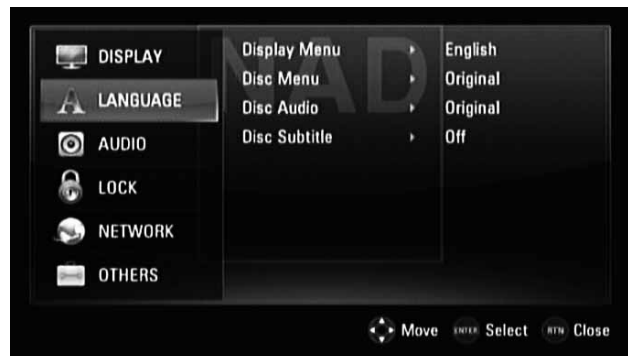 NAD
DISPLAY
LANGUAGE
AUDIO
LOCK
NETWORK
OTHERS
Display Menu English
Disc Menu Original
Disc Audio Original
Disc Subtitle Off
Move ENTER Select RTN Close